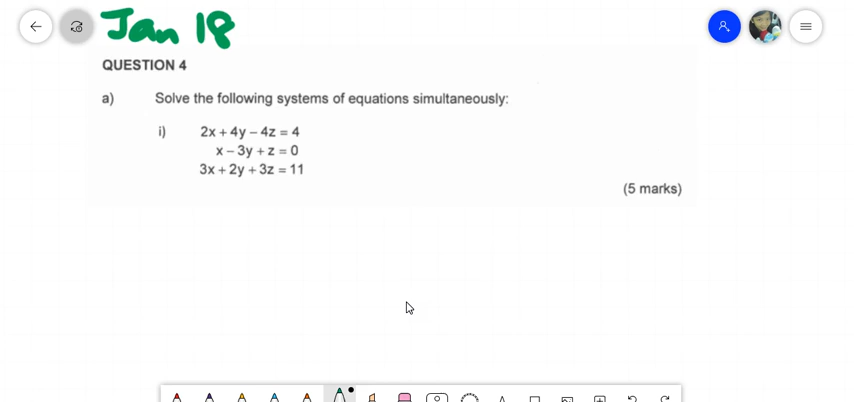 Jan 18
QUESTION 4
a) Solve the following systems of equations simultaneously:
i) 2x + 4y – 4z = 4
x – 3y + z = 0
3x + 2y + 3z = 11
(5 marks)